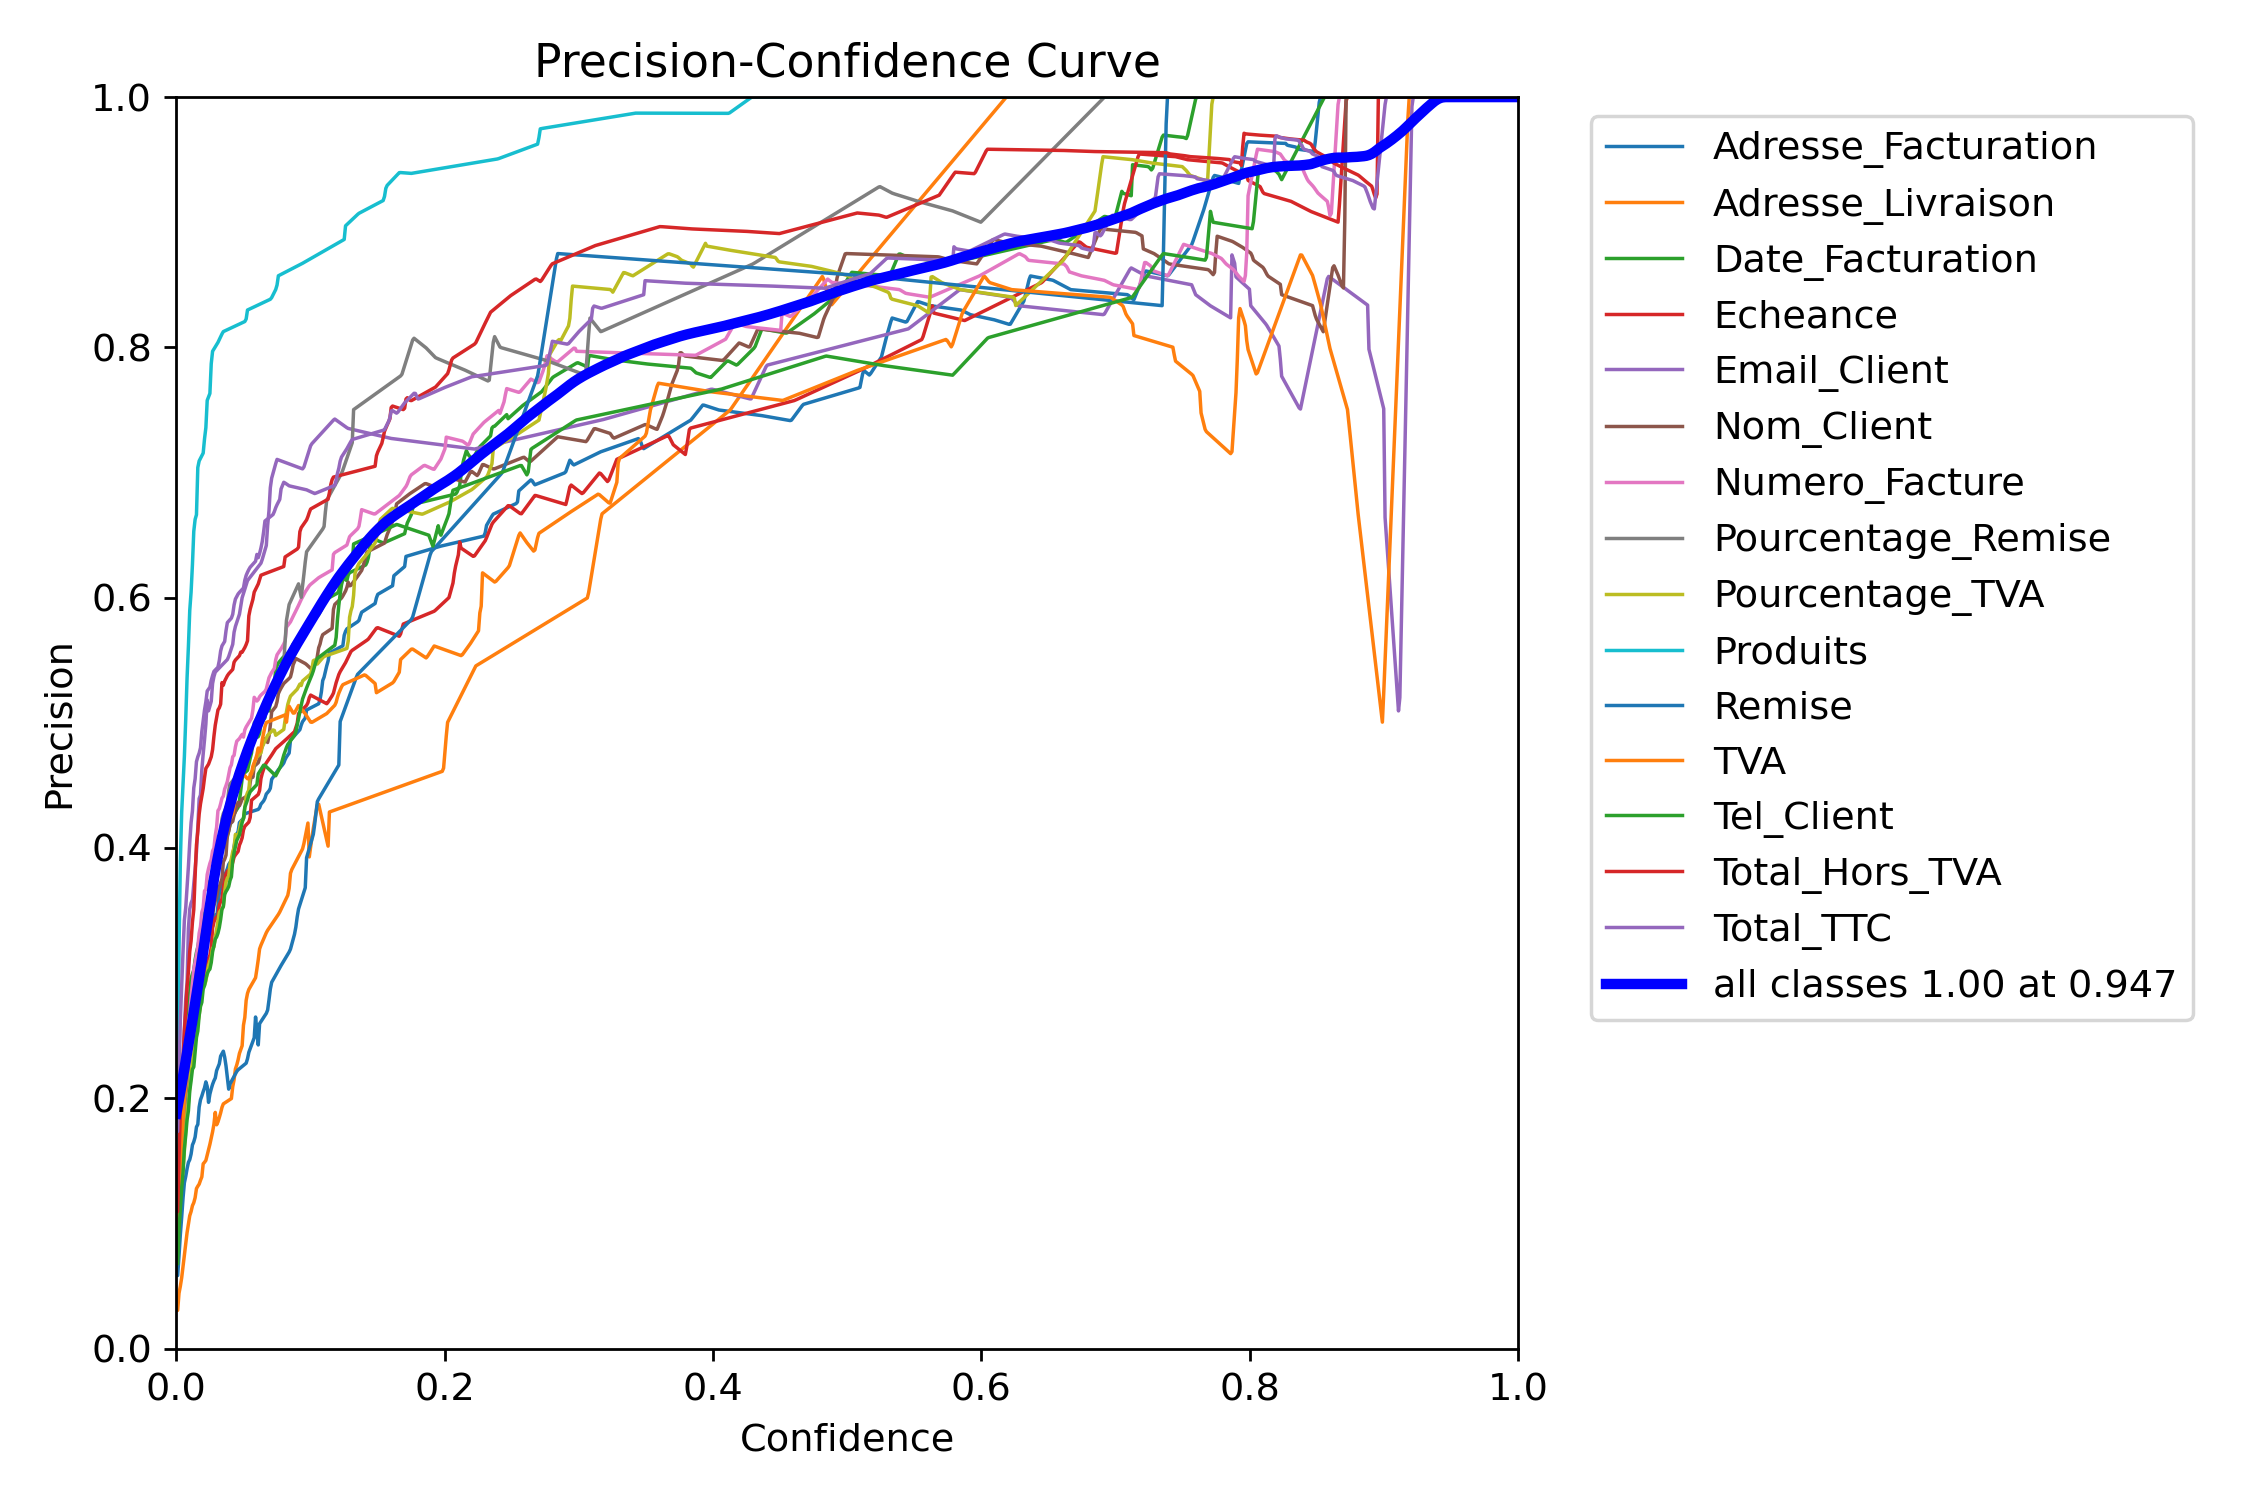 Precision-Confidence Curve
1.0
0.8
0.6
0.4
0.2
0.0
Precision
0.0 0.2 0.4 0.6 0.8 1.0
Confidence
Adresse_Facturation
Adresse_Livraison
Date_Facturation
Echeance
Email_Client
Nom_Client
Numero_Facture
Pourcentage_Remise
Pourcentage_TVA
Produits
Remise
TVA
Tel_Client
Total_Hors_TVA
Total_TTC
all classes 1.00 at 0.947